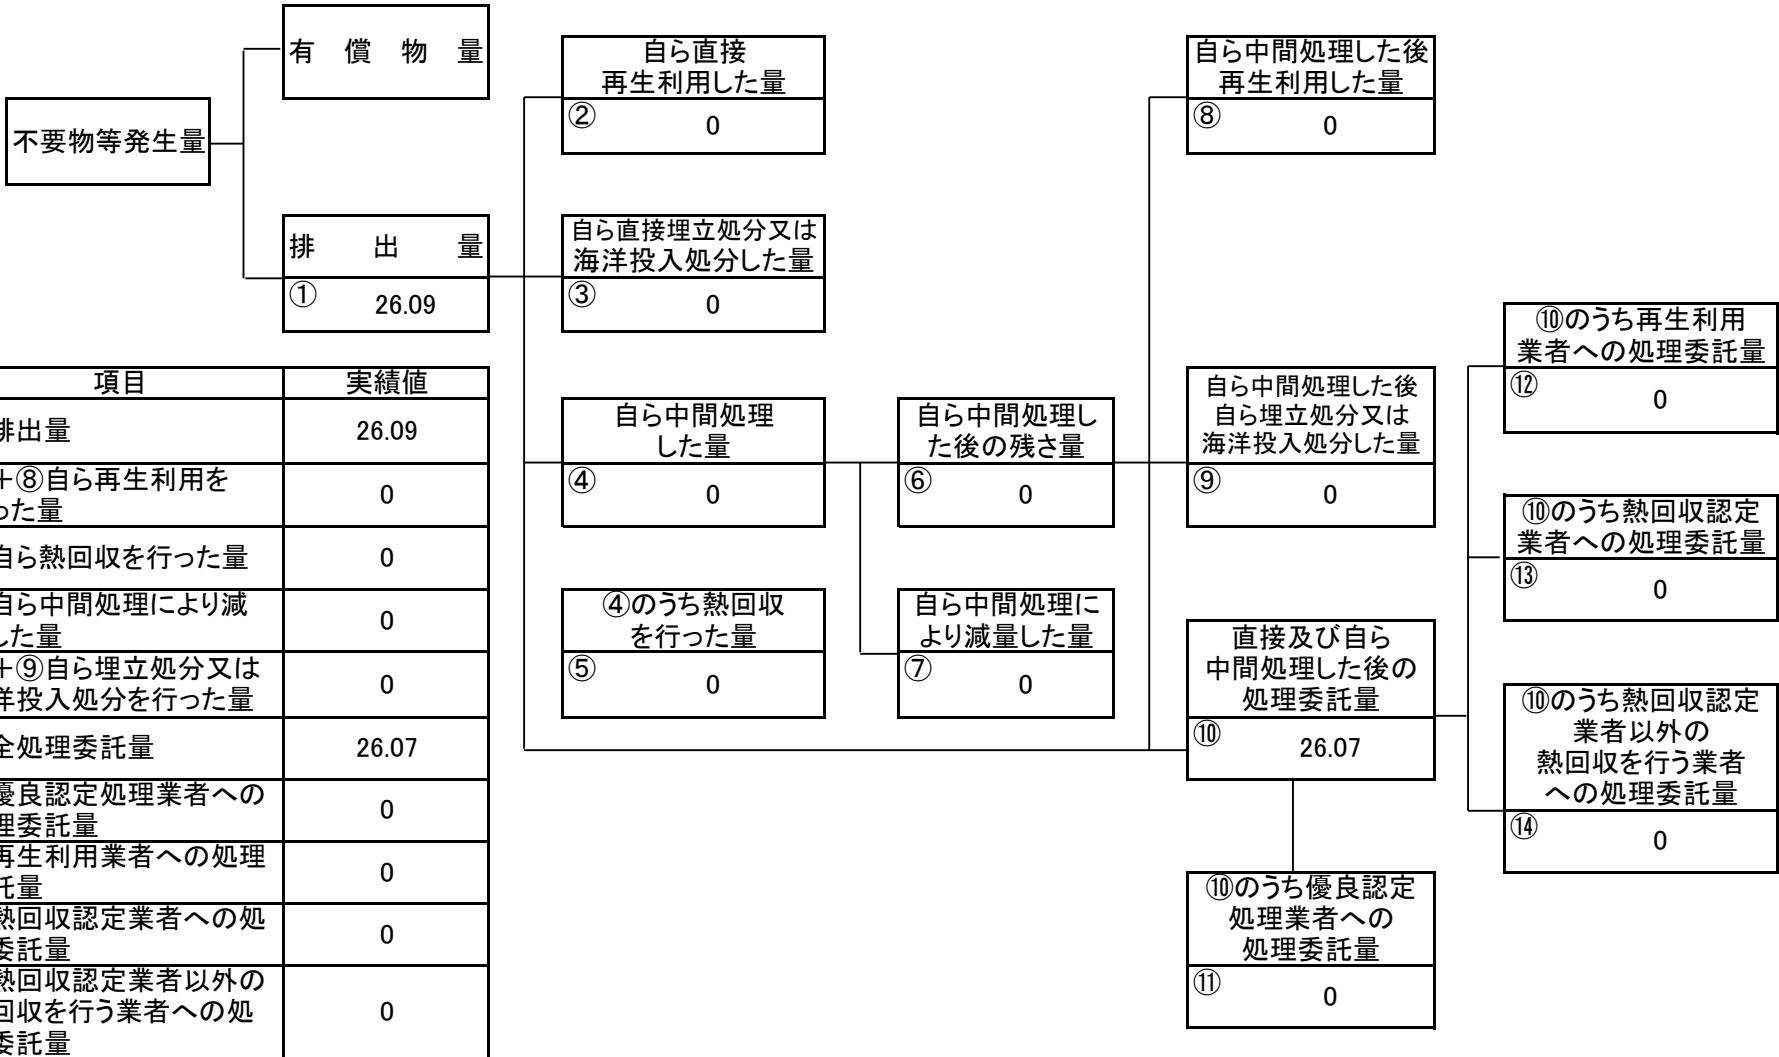 有償物量
不要物等発生量
排出量
① 26.09
自ら直接
再生利用した量
② 0
自ら直接埋立処分又は
海洋投入処分した量
③ 0
自ら中間処理
した量
④ 0
④のうち熱回収
を行った量
⑤ 0
自ら中間処理し
た後の残さ量
⑥ 0
自ら中間処理に
より減量した量
⑦ 0
自ら中間処理した後
再生利用した量
⑧ 0
自ら中間処理した後
自ら埋立処分又は
海洋投入処分した量
⑨ 0
直接及び自ら
中間処理した後の
処理委託量
⑩ 26.07
⑩のうち優良認定
処理業者への
処理委託量
⑪ 0
⑩のうち再生利用
業者への処理委託量
⑫ 0
⑩のうち熱回収認定
業者への処理委託量
⑬ 0
⑩のうち熱回収認定
業者以外の
熱回収を行う業者
への処理委託量
⑭ 0
項目 実績値
排出量 26.09
+⑧自ら再生利用を
った量 0
自ら熱回収を行った量 0
自ら中間処理により減
した量 0
+⑨自ら埋立処分又は
洋投入処分を行った量 0
全処理委託量 26.07
優良認定処理業者への
理委託量 0
再生利用業者への処理
託量 0
熱回収認定業者への処
委託量 0
熱回収認定業者以外の
回収を行う業者への処
委託量 0